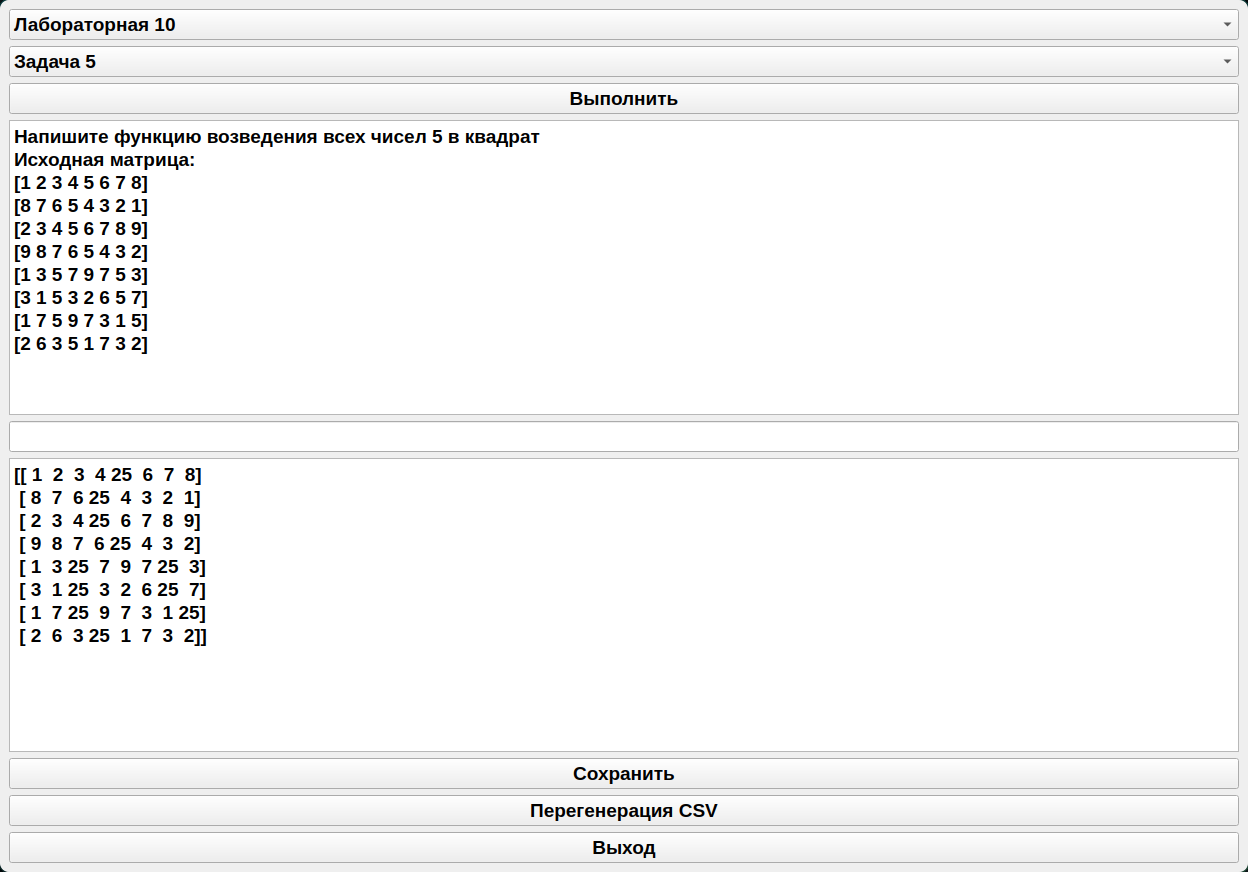 Лабораторная 10
Задача 5
Выполнить
Напишите функцию возведения всех чисел 5 в квадрат
Исходная матрица:
[1 2 3 4 5 6 7 8]
[8 7 6 5 4 3 2 1]
[2 3 4 5 6 7 8 9]
[9 8 7 6 5 4 3 2]
[1 3 5 7 9 7 5 3]
[3 1 5 3 2 6 5 7]
[1 7 5 9 7 3 1 5]
[2 6 3 5 1 7 3 2]
[[ 1  2  3  4 25  6  7  8]
 [ 8  7  6 25  4  3  2  1]
 [ 2  3  4 25  6  7  8  9]
 [ 9  8  7  6 25  4  3  2]
 [ 1  3 25  7  9  7 25  3]
 [ 3  1 25  3  2  6 25  7]
 [ 1  7 25  9  7  3  1 25]
 [ 2  6  3 25  1  7  3  2]]
Сохранить
Перегенерация CSV
Выход